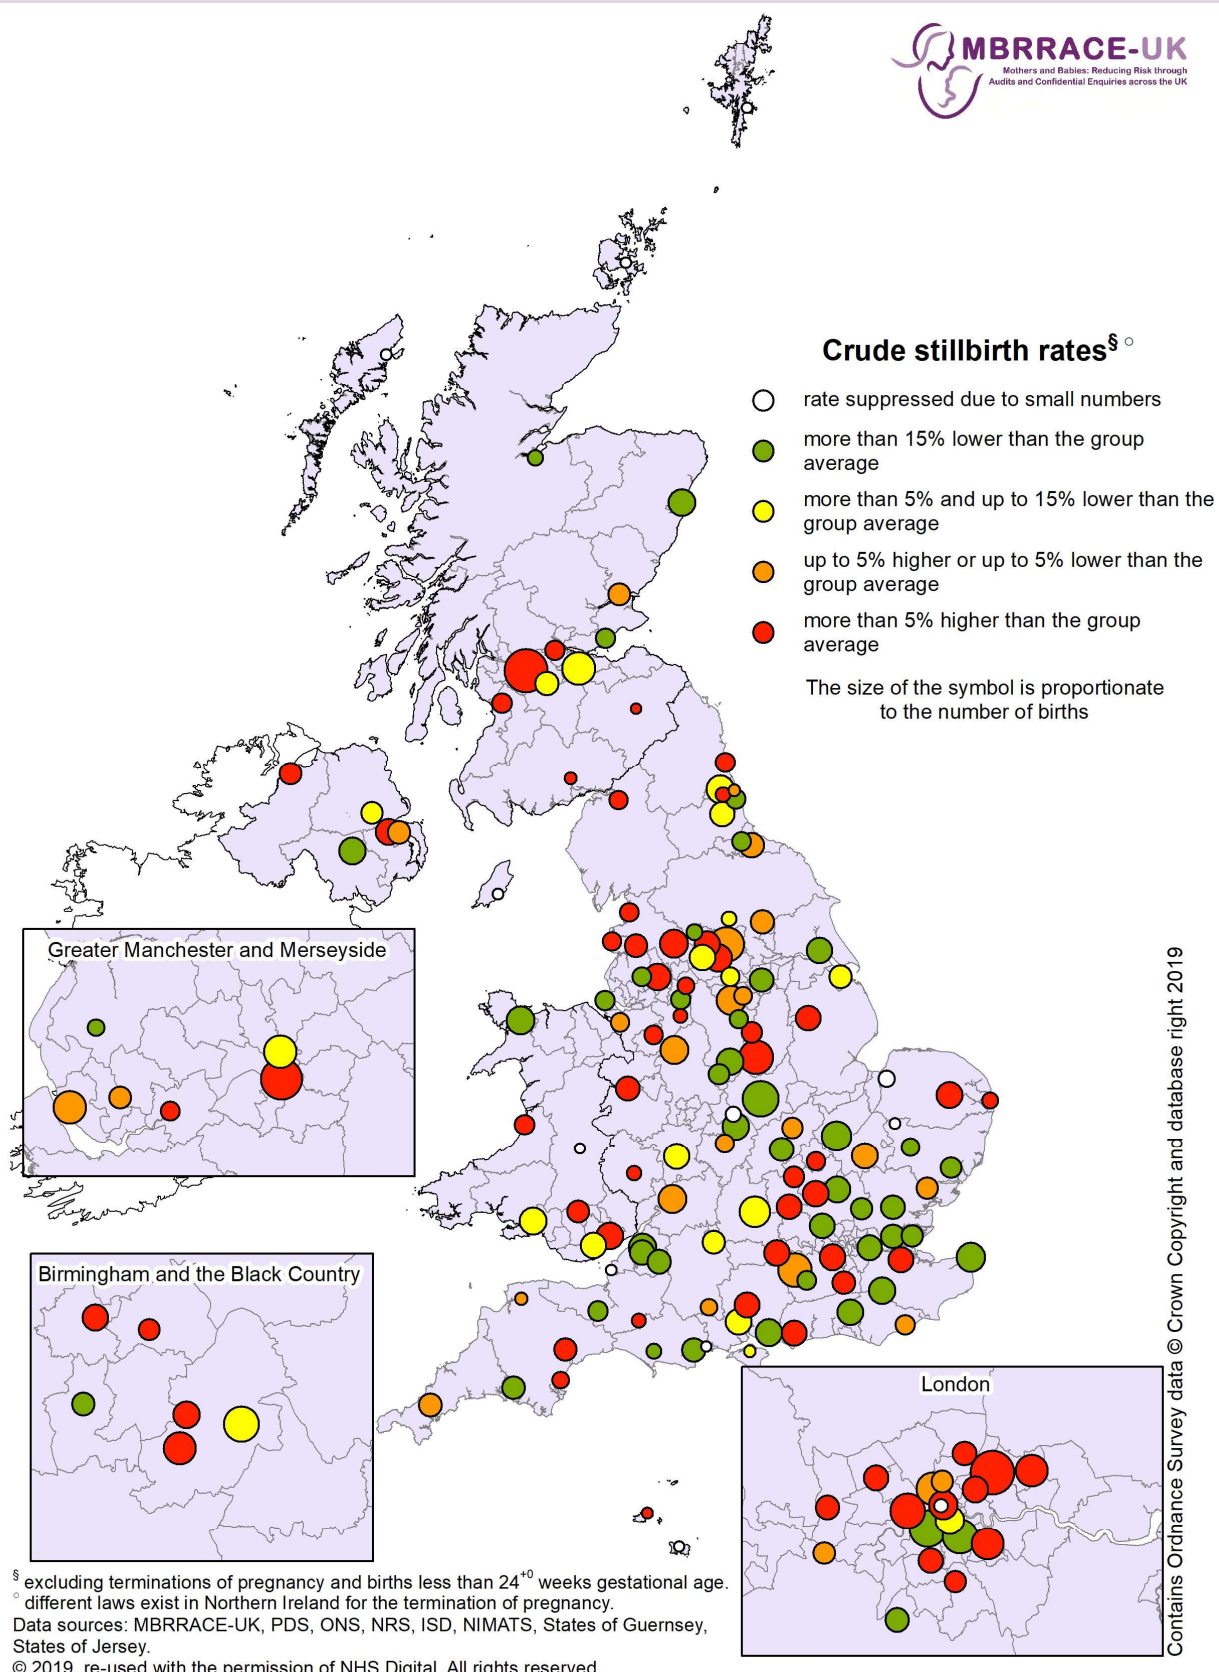 MBRRACE-UK
Mothers and Babies: Reducing Risk through
Audits and Confidential Enquiries across the UK
Crude stillbirth rates§ ○
rate suppressed due to small numbers
more than 15% lower than the group
average
more than 5% and up to 15% lower than the
group average
up to 5% higher or up to 5% lower than the
group average
more than 5% higher than the group
average
The size of the symbol is proportionate
to the number of births
Greater Manchester and Merseyside
Birmingham and the Black Country
London
Contains Ordnance Survey data © Crown Copyright and database right 2019
§ excluding terminations of pregnancy and births less than 24+0 weeks gestational age.
○ different laws exist in Northern Ireland for the termination of pregnancy.
Data sources: MBRRACE-UK, PDS, ONS, NRS, ISD, NIMATS, States of Guernsey,
States of Jersey.
© 2019, re-used with the permission of NHS Digital. All rights reserved